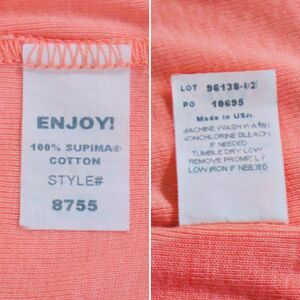 ENJOY!
100% SUPIMA®
COTTON
STYLE#
8755
LOT 96138-02
PO 10695
Made in USA
MACHINE WASH WARM
NONCHLORINE BLEACH
IF NEEDED
TUMBLE DRY LOW
REMOVE PROMPTLY
LOW IRON IF NEEDED